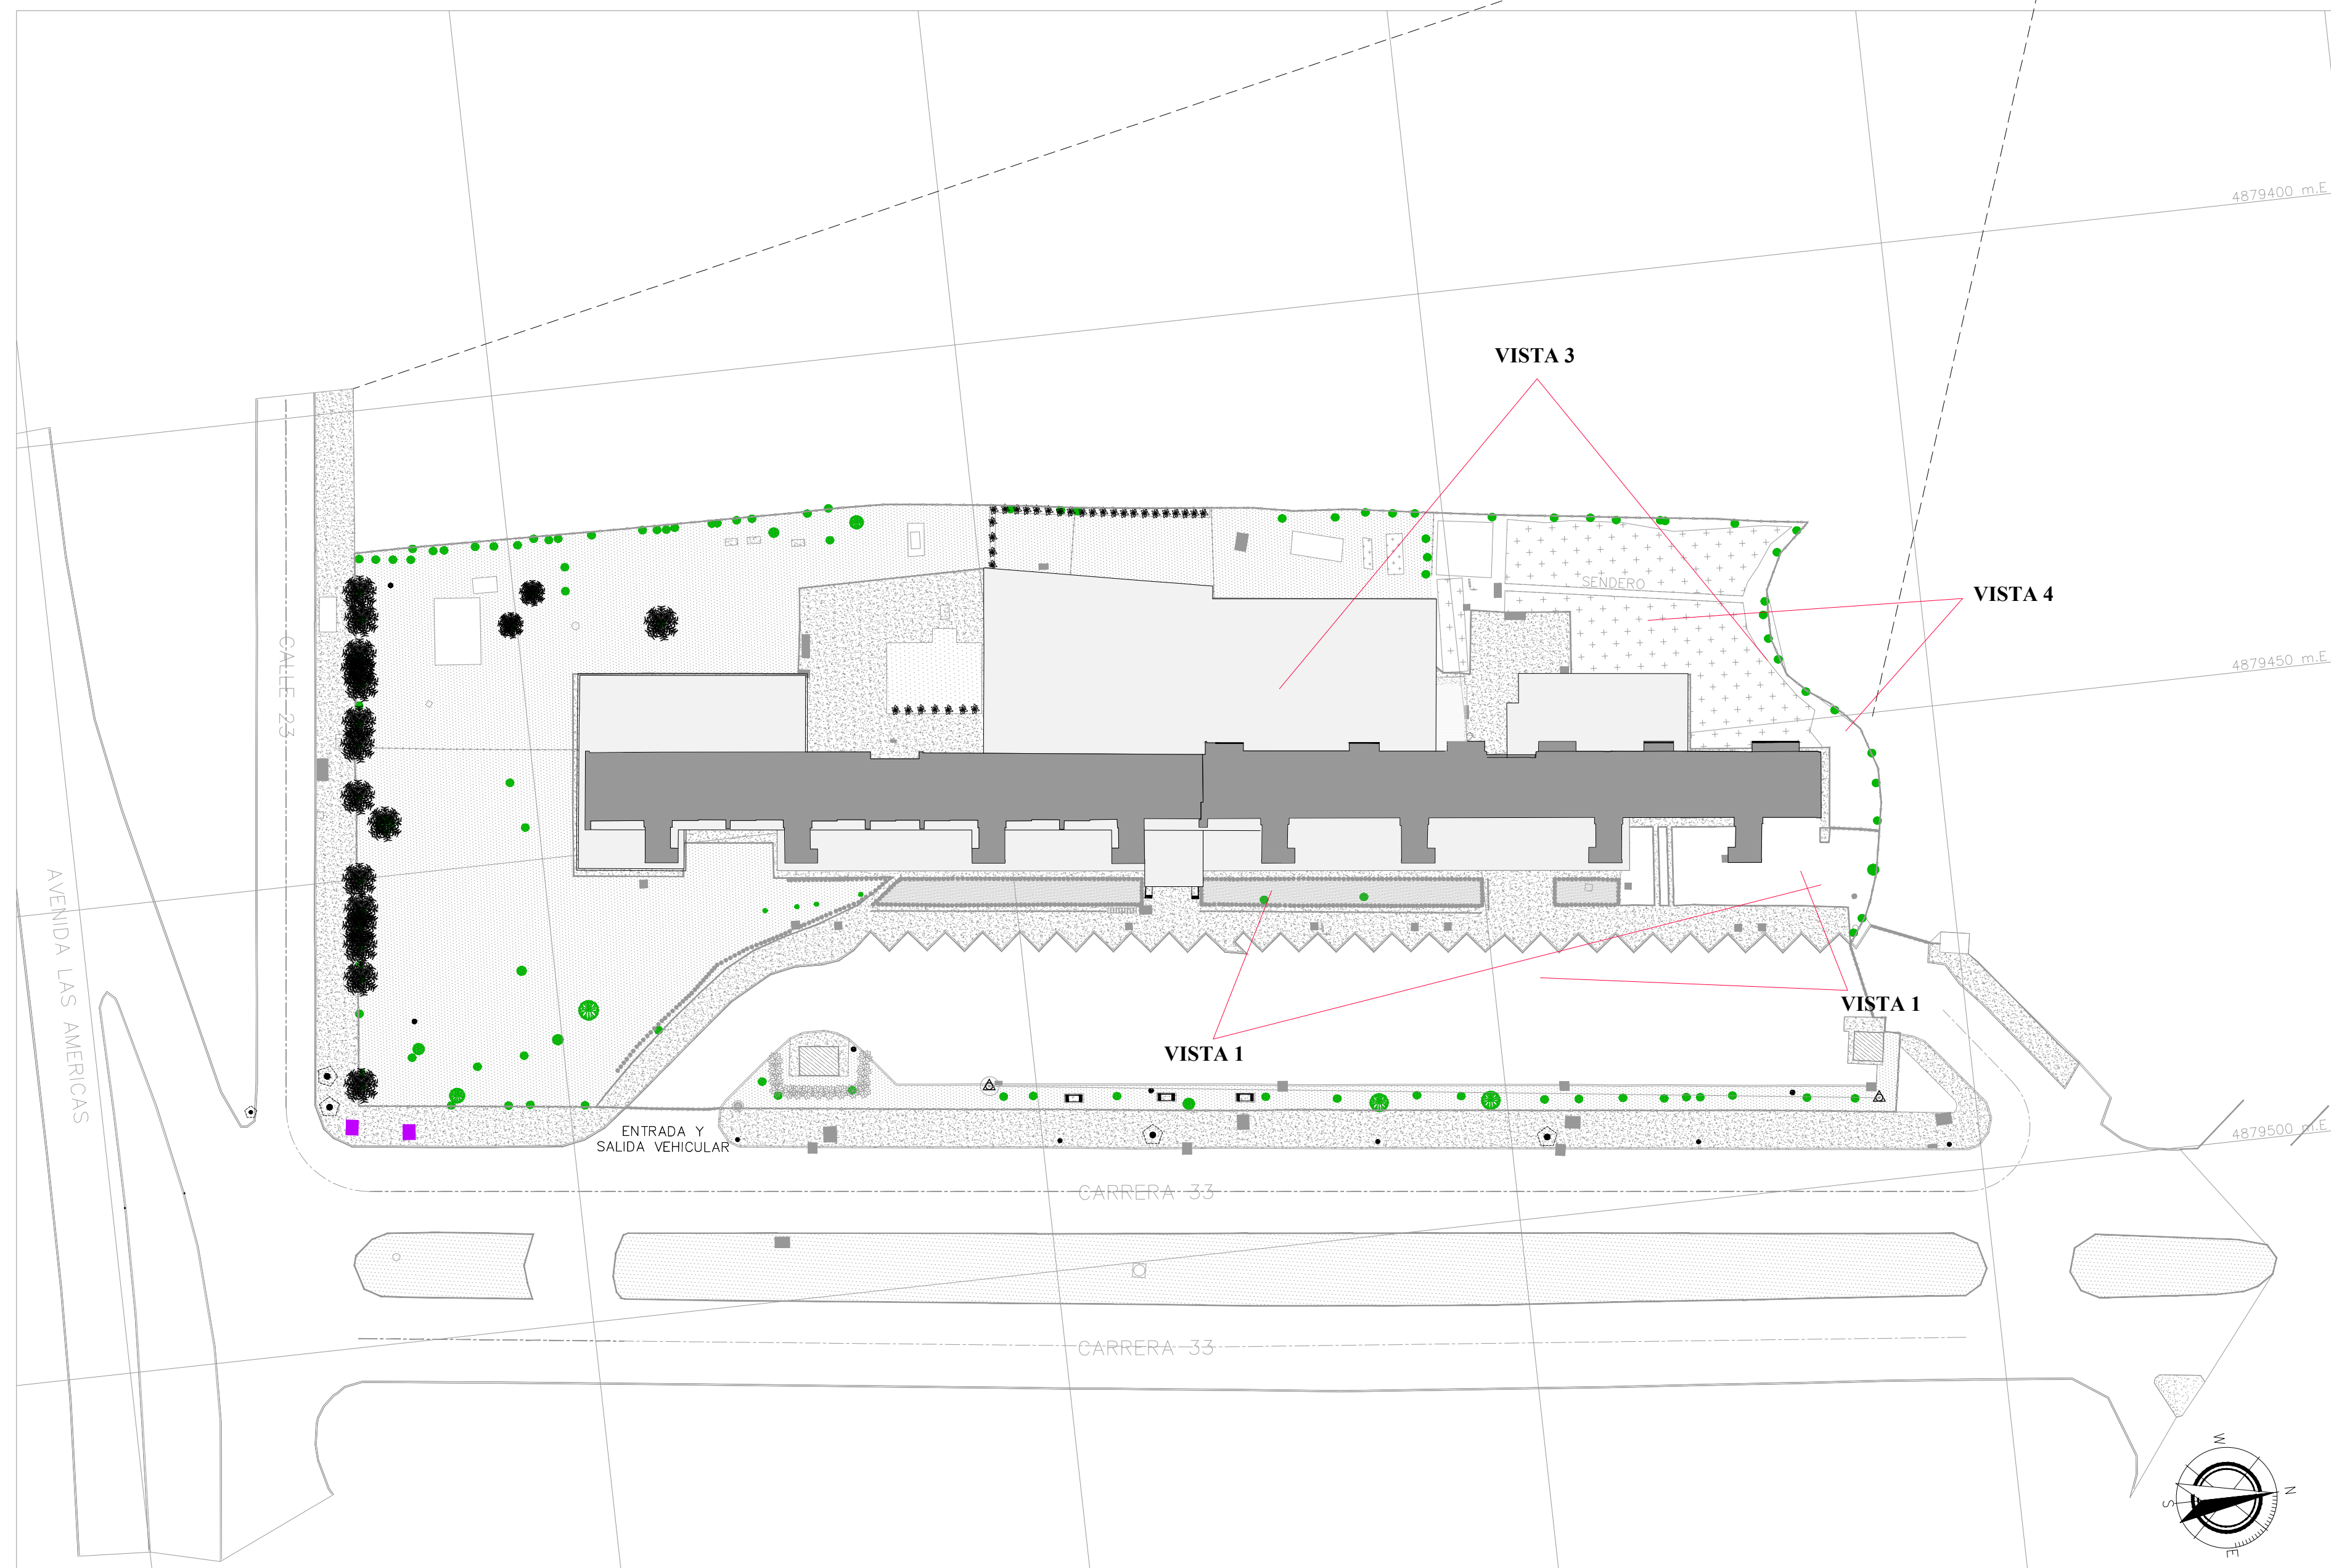 4879400 m.E
VISTA 3
SENDERO
VISTA 4
CALLE 23
4879450 m.E
AVENIDA LAS AMERICAS
VISTA 1
VISTA 1
ENTRADA Y
SALIDA VEHICULAR
4879500 m.E
CARRERA 33
CARRERA 33
W
N
S
E